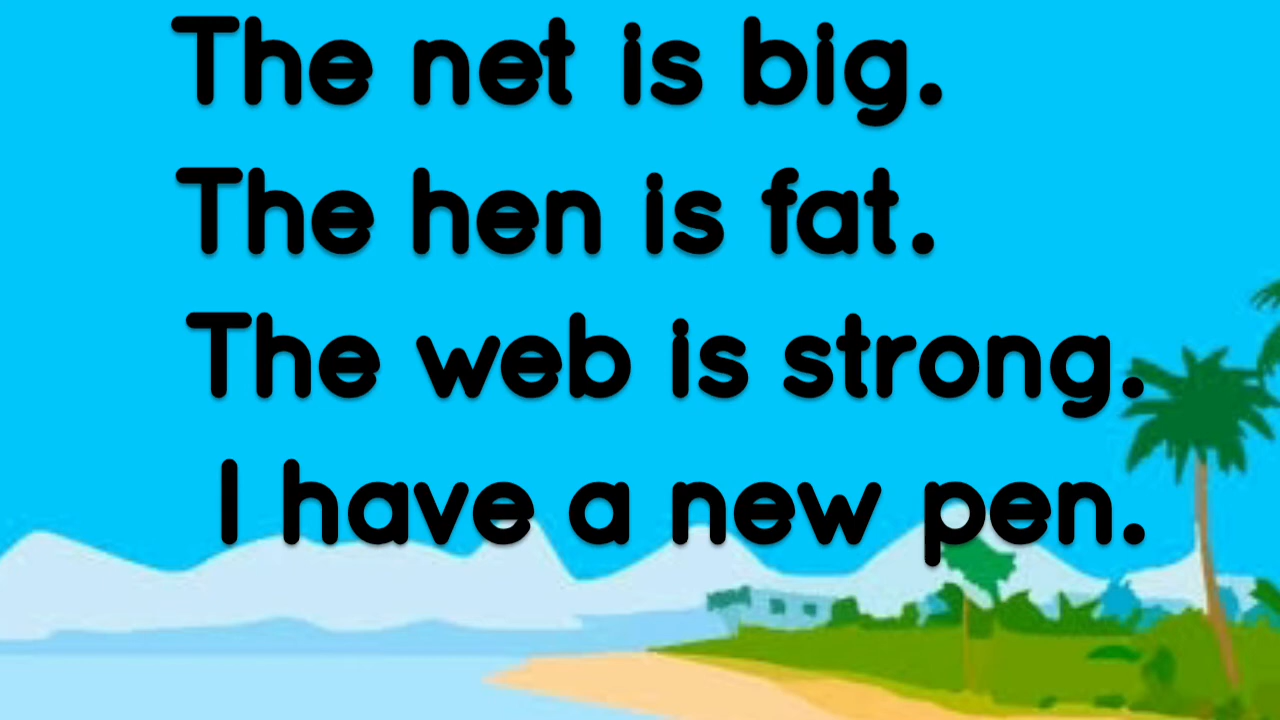 The net is big.
The hen is fat.
The web is strong.
I have a new pen.